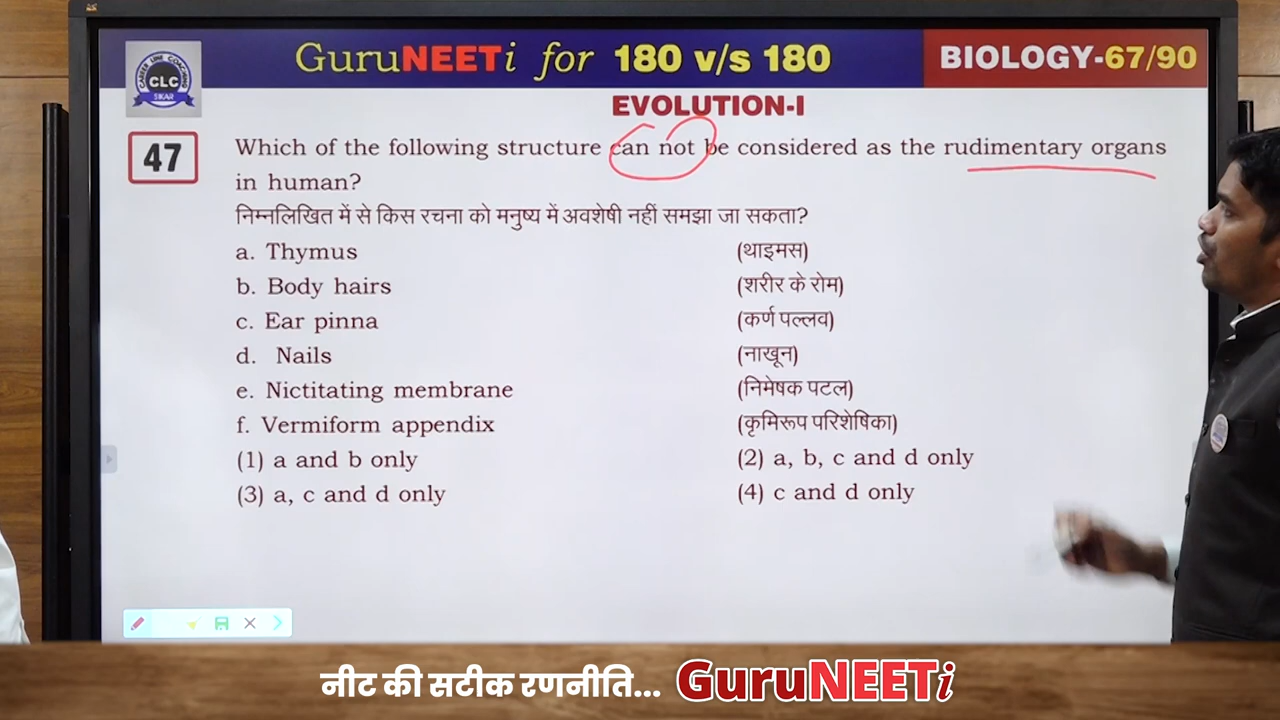 CAREER LINE COACHING
CLC
SIKAR
GuruNEETi for 180 v/s 180
BIOLOGY-67/90
EVOLUTION-I
47
Which of the following structure can not be considered as the rudimentary organs
in human?
निम्नलिखित में से किस रचना को मनुष्य में अवशेषी नहीं समझा जा सकता?
a. Thymus (थाइमस)
b. Body hairs (शरीर के रोम)
c. Ear pinna (कर्ण पल्लव)
d. Nails (नाखून)
e. Nictitating membrane (निमेषक पटल)
f. Vermiform appendix (कृमिरूप परिशेषिका)
(1) a and b only (2) a, b, c and d only
(3) a, c and d only (4) c and d only
नीट की सटीक रणनीति... GuruNEETi